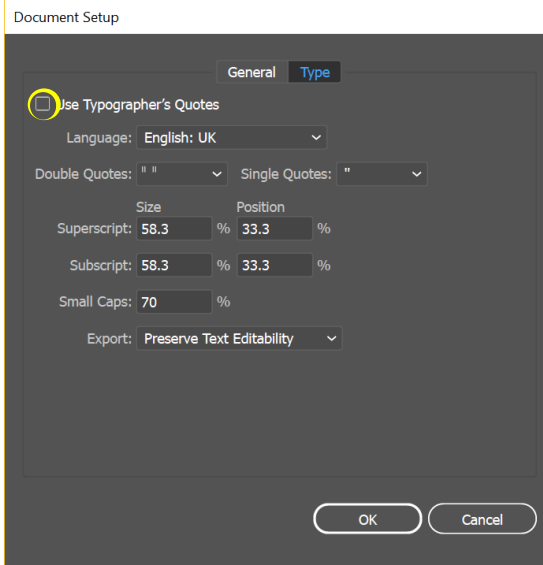 Document Setup
General Type
Use Typographer's Quotes
Language: English: UK
Double Quotes: " " Single Quotes: "
Size Position
Superscript: 58.3 % 33.3 %
Subscript: 58.3 % 33.3 %
Small Caps: 70 %
Export: Preserve Text Editability
OK Cancel